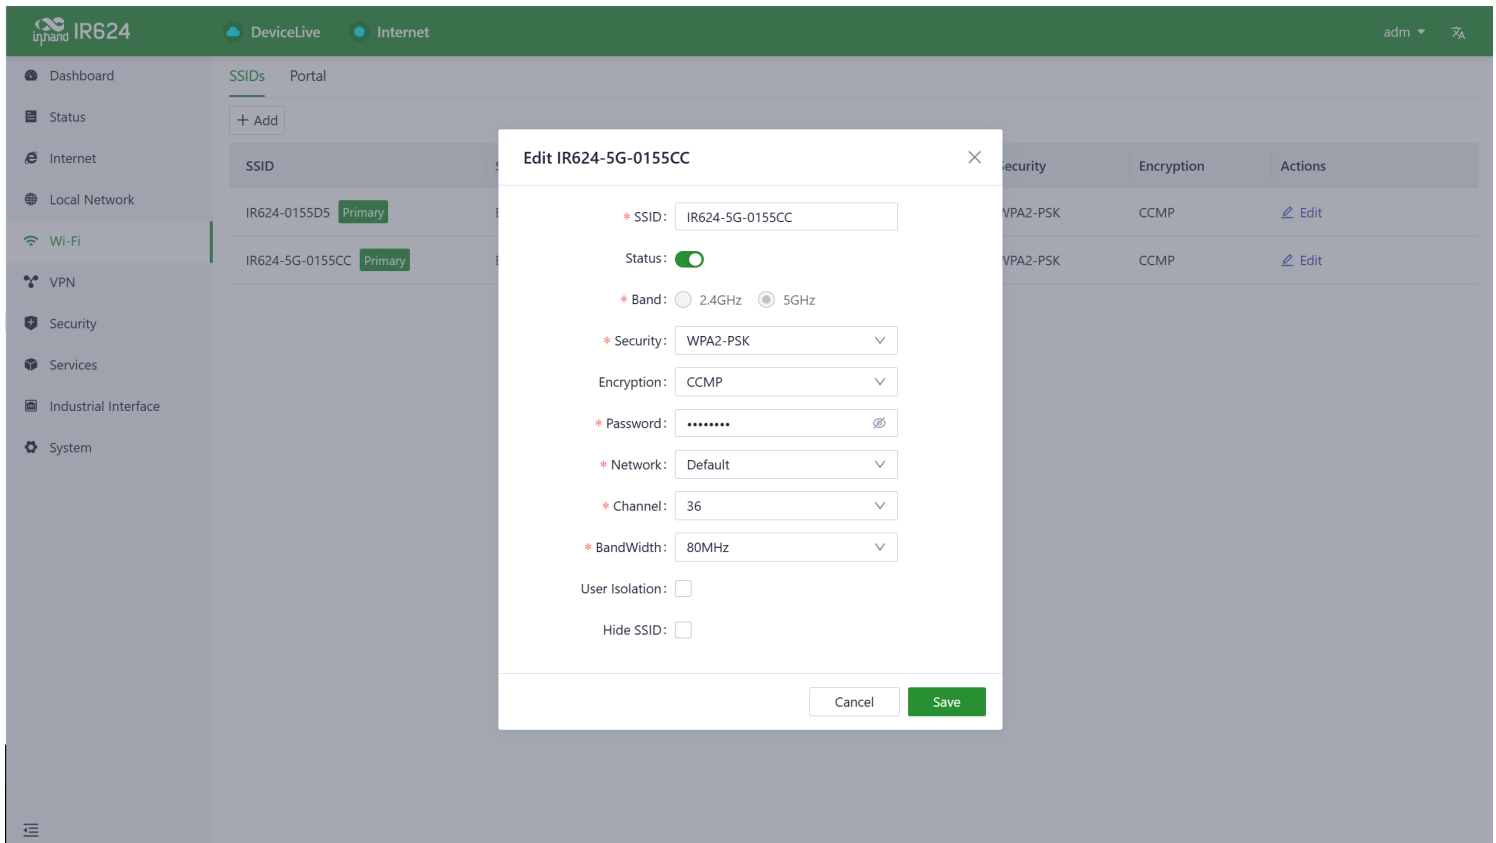 inhand IR624
DeviceLive
Internet
adm
Dashboard
Status
Internet
Local Network
Wi-Fi
VPN
Security
Services
Industrial Interface
System
SSIDs
Portal
+ Add
SSID
ecurity
Encryption
Actions
IR624-0155D5 Primary
WPA2-PSK
CCMP
Edit
IR624-5G-0155CC Primary
WPA2-PSK
CCMP
Edit
Edit IR624-5G-0155CC
* SSID: IR624-5G-0155CC
Status:
* Band: 2.4GHz 5GHz
* Security: WPA2-PSK
Encryption: CCMP
* Password: ••••••••
* Network: Default
* Channel: 36
* BandWidth: 80MHz
User Isolation:
Hide SSID:
Cancel
Save